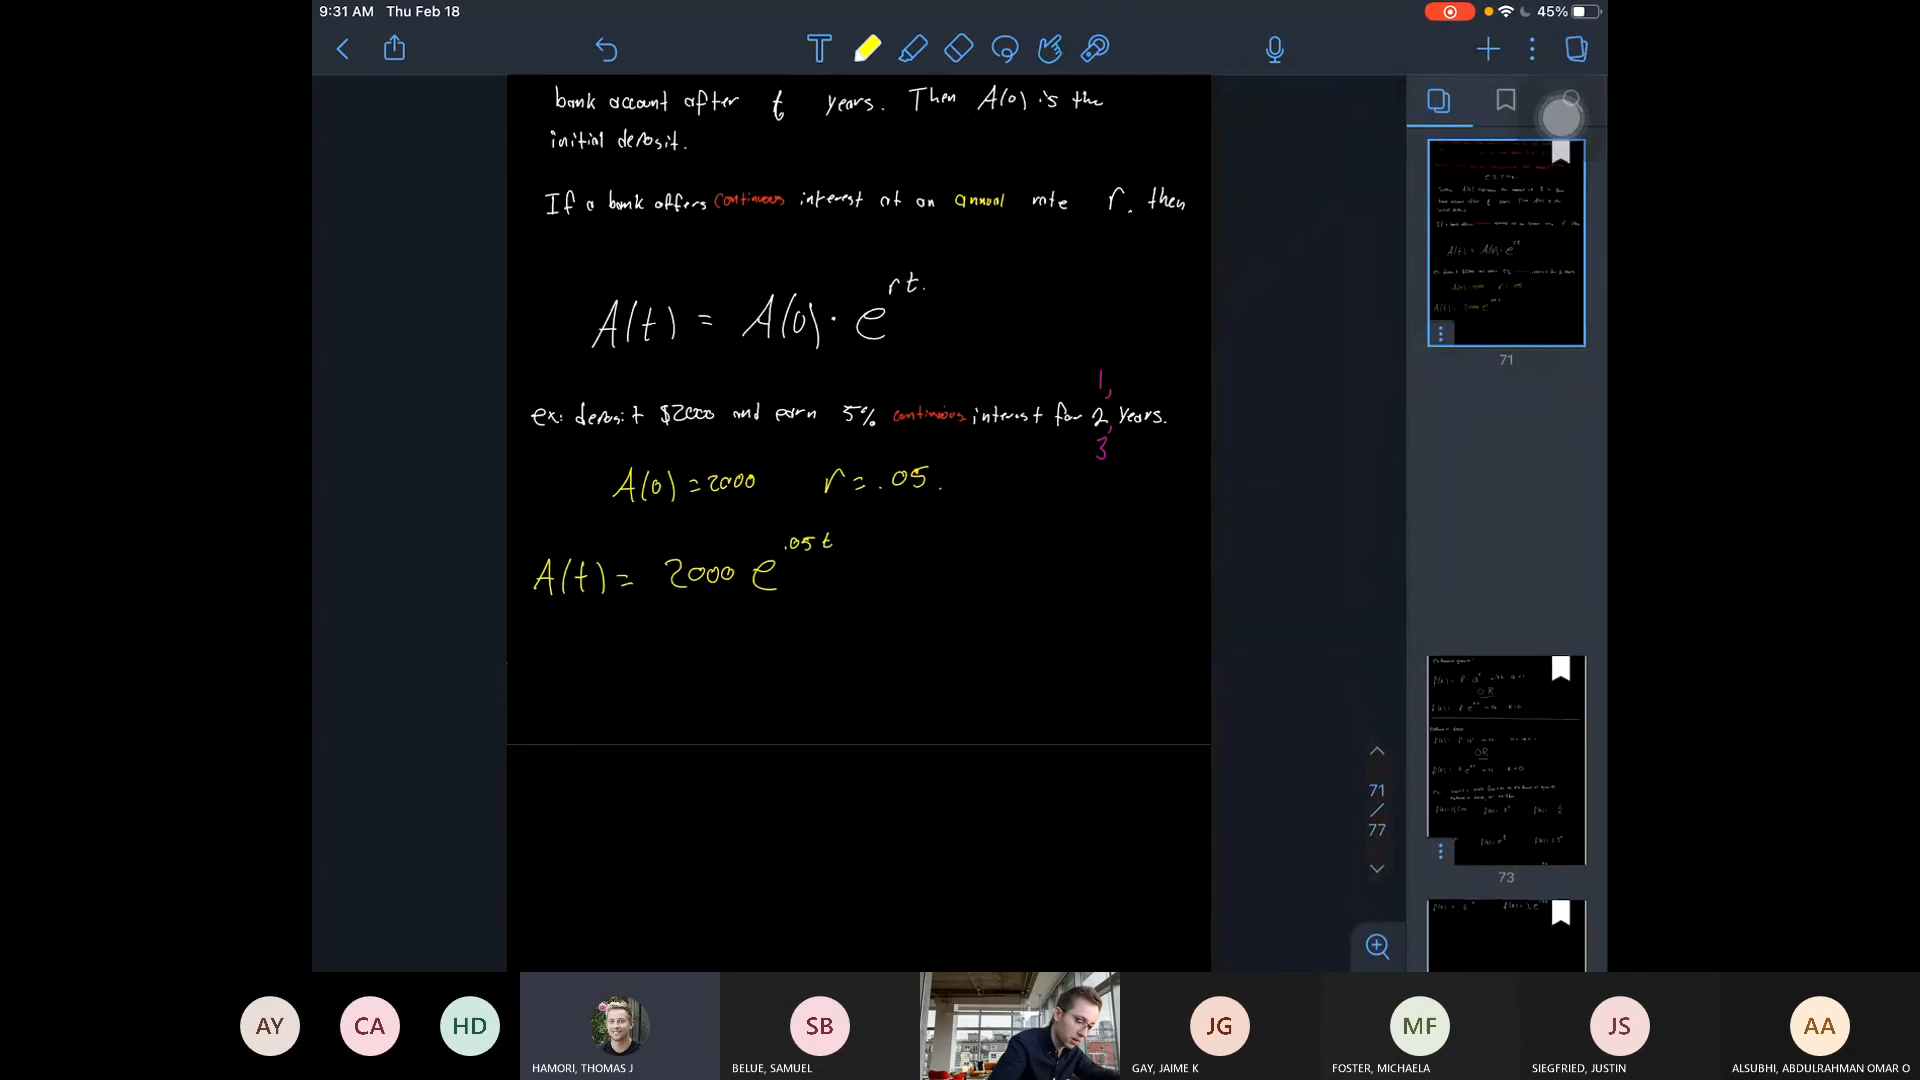 9:31 AM Thu Feb 18
45%
bank account after t years. Then A(0) is the
initial deposit.
If a bank offers continuous interest at an annual rate r, then
A(t) = A(0) · e^rt.
1,
ex: deposit $2000 and earn 5% continuous interest for 2, years.
3
A(0) = 2000 r = .05.
A(t) = 2000 e^.05t
71
73
71
/
77
AY
CA
HD
SB
JG
MF
JS
AA
HAMORI, THOMAS J
BELUE, SAMUEL
GAY, JAIME K
FOSTER, MICHAELA
SIEGFRIED, JUSTIN
ALSUBHI, ABDULRAHMAN OMAR O